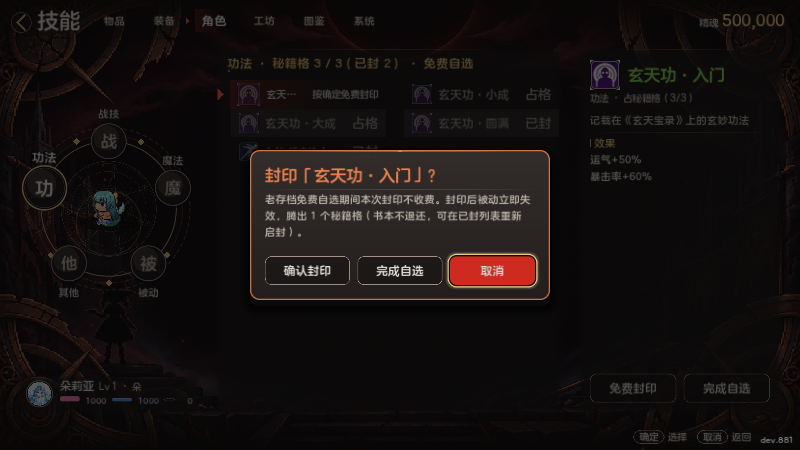 技能 物品 装备 角色 工坊 图鉴 系统 精魂 500,000
功法 · 秘籍格 3 / 3 ( 已封 2 ) · 免费自选
玄天… 按确定免费封印 玄天功·小成 占格
玄天功·大成 占格 玄天功·圆满 已封
战技
战
功法
功
魔法
魔
他
其他
被
被动
玄天功·入门
功法 · 占秘籍格 (3/3)
记载在《玄天宝录》上的玄妙功法
效果
运气+50%
暴击率+60%
封印「玄天功·入门」?
老存档免费自选期间本次封印不收费。封印后被动立即失
效，腾出 1 个秘籍格 ( 书本不退还，可在已封列表重新
启封 ) 。
确认封印 完成自选 取消
朵莉亚 Lv1 · 朵
1000 1000 0
免费封印 完成自选
确定 选择 取消 返回 dev.881